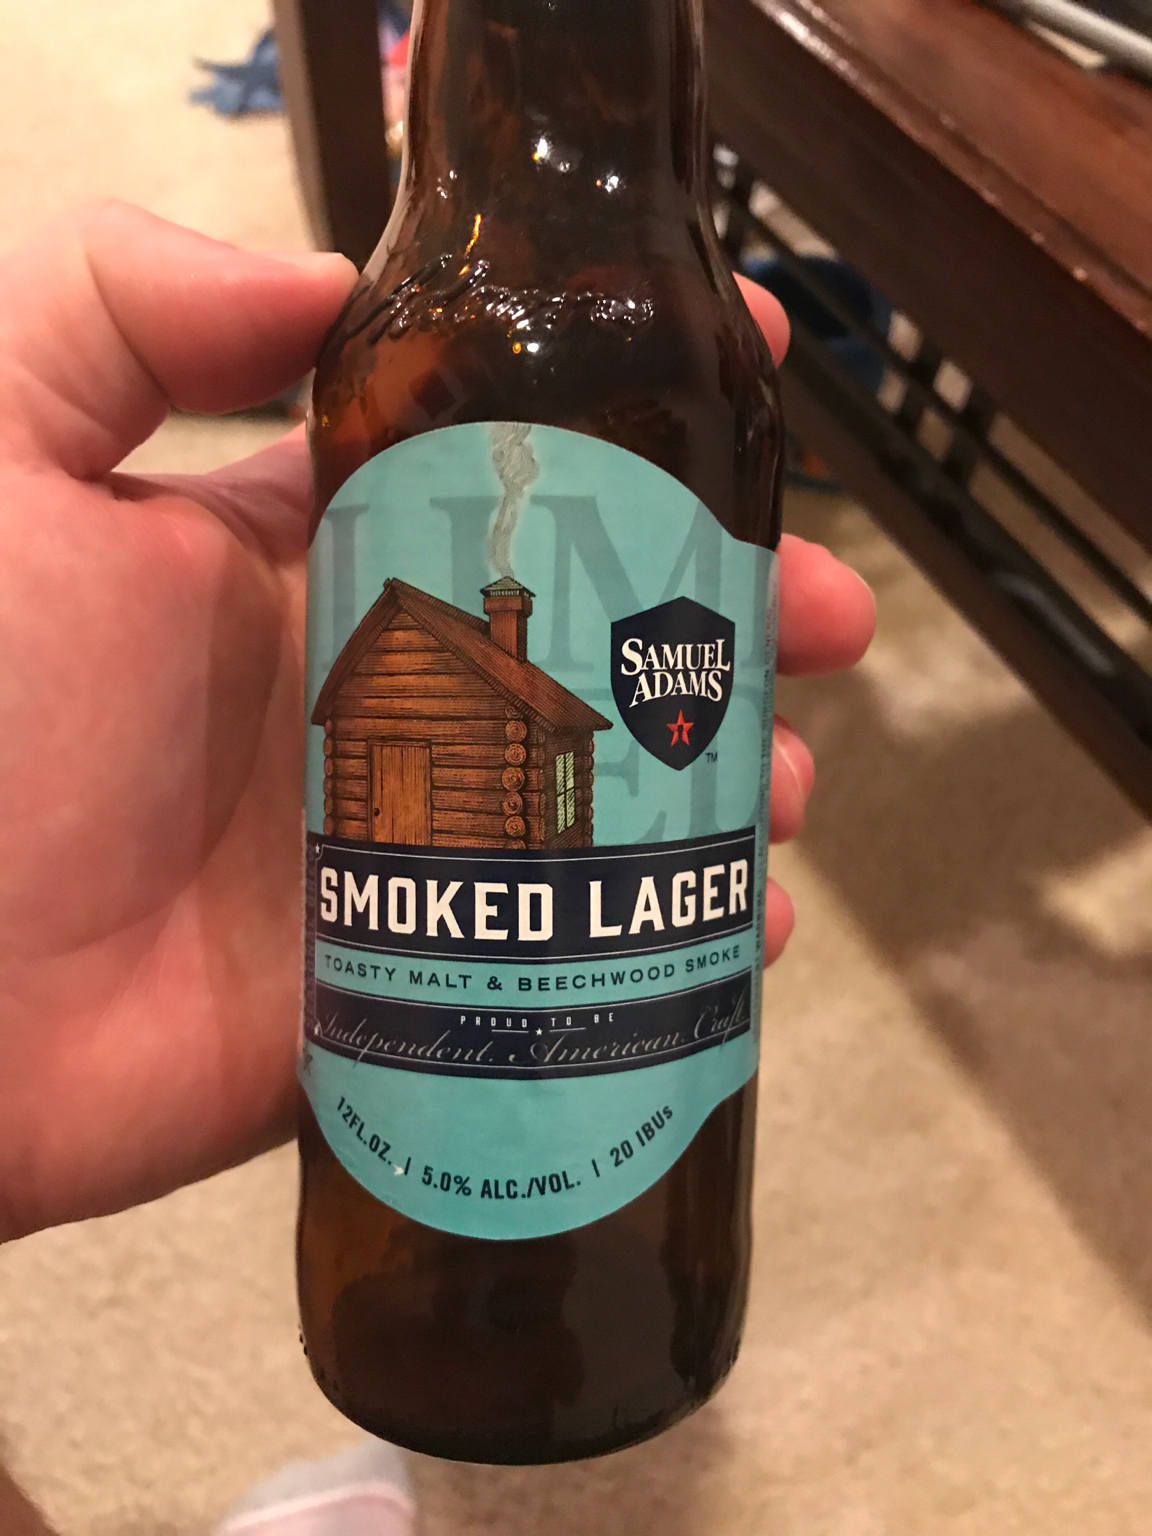 SAMUEL
ADAMS
TM
SMOKED LAGER
TOASTY MALT & BEECHWOOD SMOKE
PROUD TO BE
Independent. American. Craft.
12FL.OZ. | 5.0% ALC./VOL. | 20 IBUs